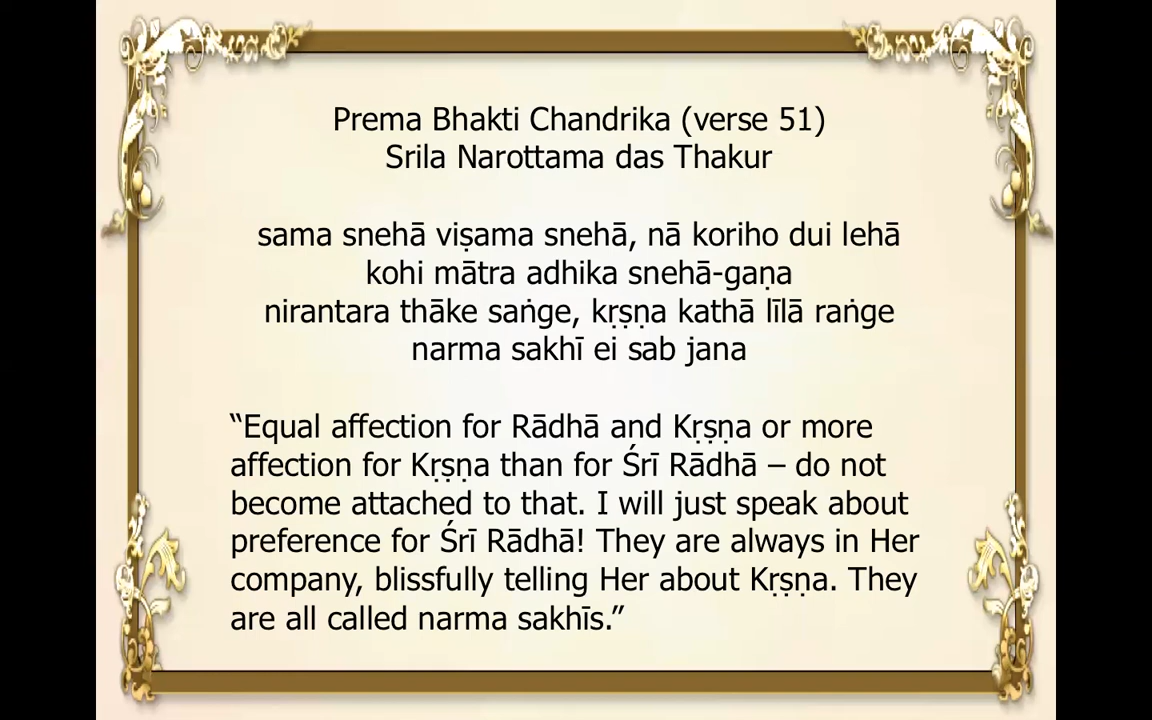 Prema Bhakti Chandrika (verse 51)
Srila Narottama das Thakur
sama snehā viṣama snehā, nā koriho dui lehā
kohi mātra adhika snehā-gaṇa
nirantara thāke saṅge, kṛṣṇa kathā līlā raṅge
narma sakhī ei sab jana
“Equal affection for Rādhā and Kṛṣṇa or more
affection for Kṛṣṇa than for Śrī Rādhā – do not
become attached to that. I will just speak about
preference for Śrī Rādhā! They are always in Her
company, blissfully telling Her about Kṛṣṇa. They
are all called narma sakhīs.”